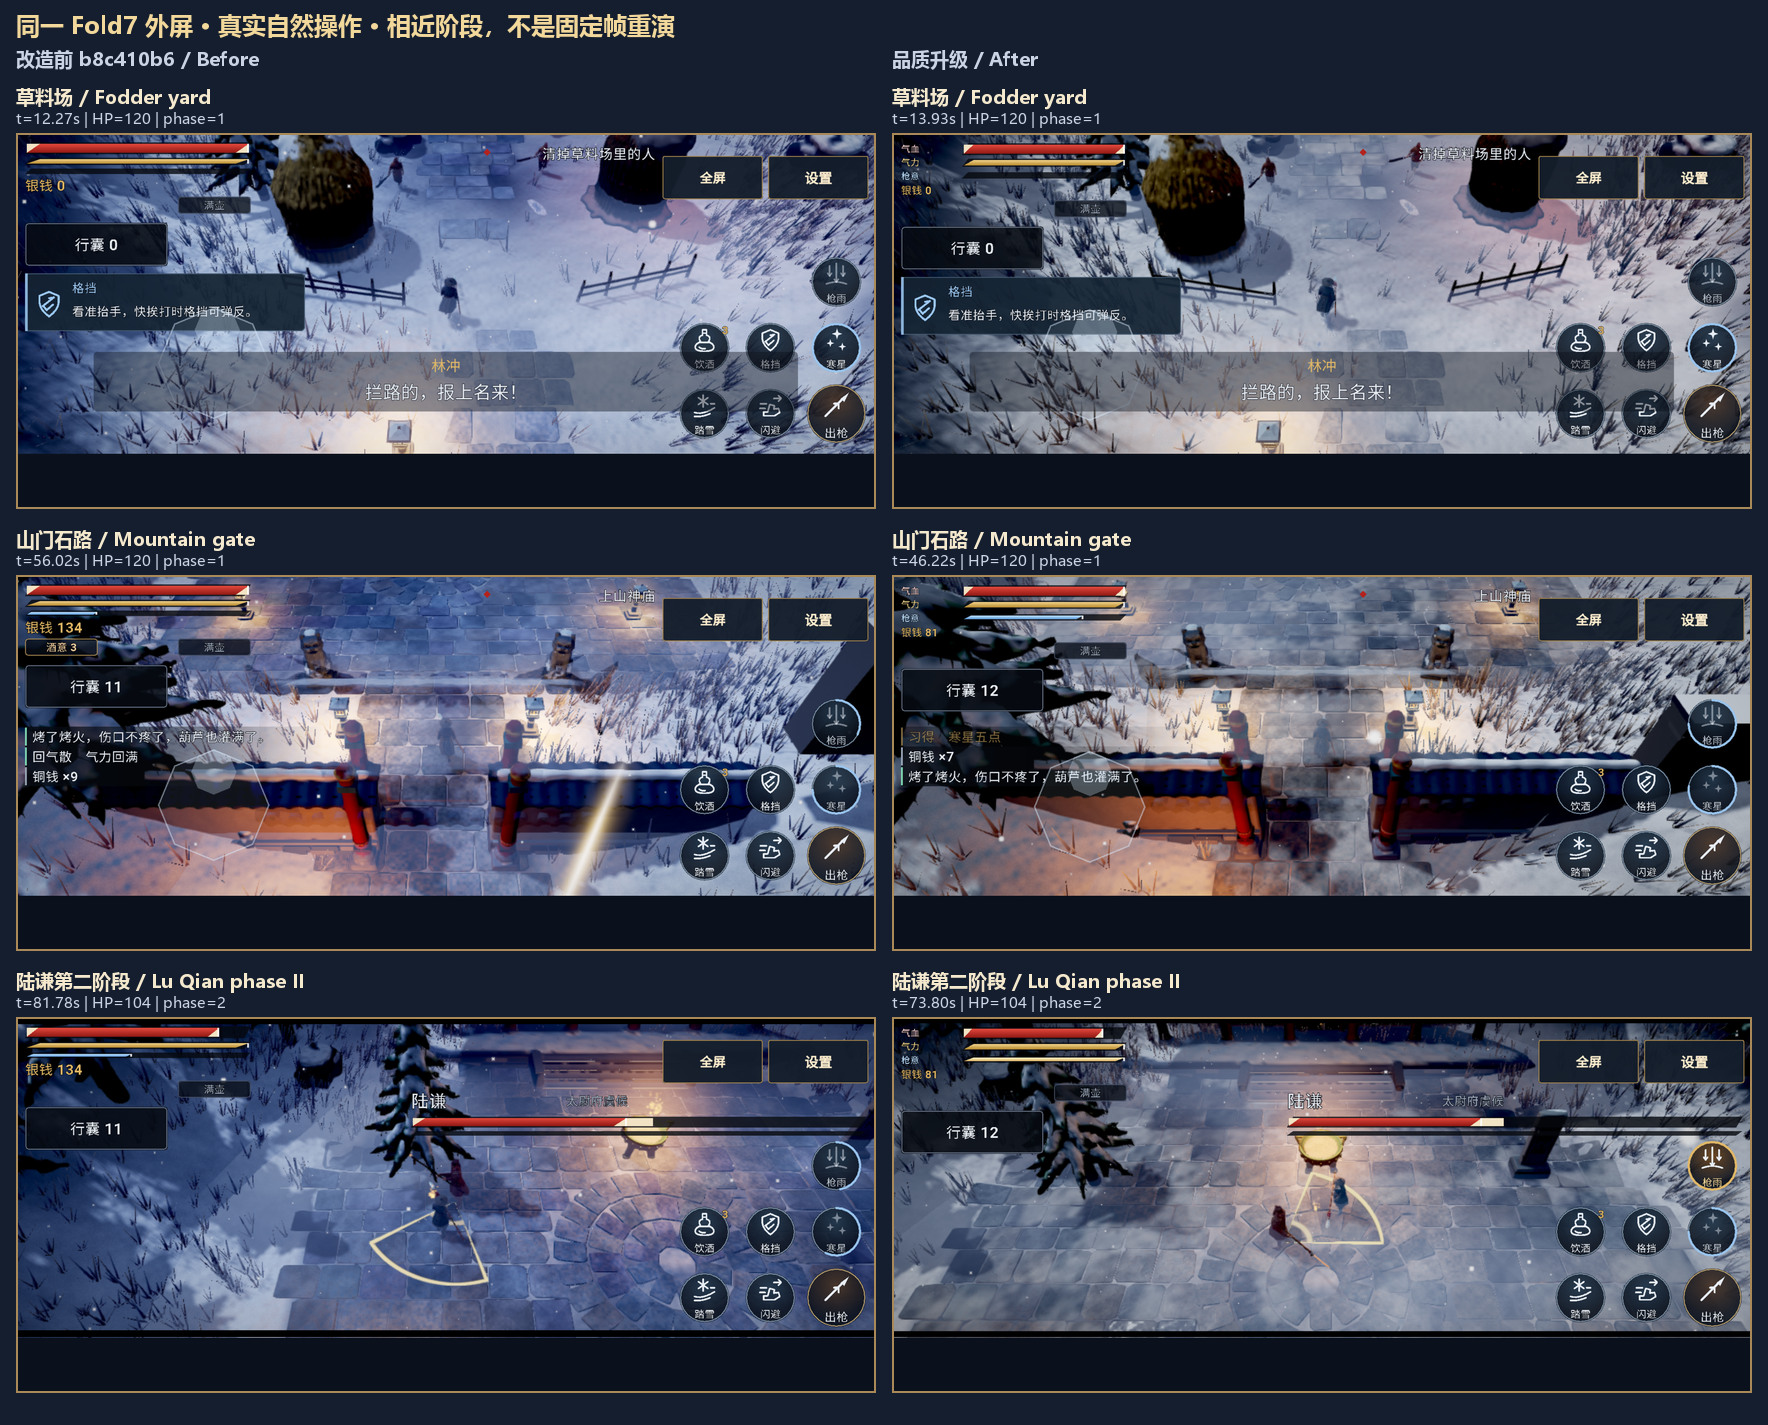 同一 Fold7 外屏 • 真实自然操作 • 相近阶段，不是固定帧重演
改造前 b8c410b6 / Before
品质升级 / After
草料场 / Fodder yard
t=12.27s | HP=120 | phase=1
银钱 0
满壶
清掉草料场里的人
全屏
设置
行囊 0
格挡
看准抬手，快挨打时格挡可弹反。
林冲
拦路的，报上名来！
枪雨
3
饮酒
格挡
寒星
踏雪
闪避
出枪
草料场 / Fodder yard
t=13.93s | HP=120 | phase=1
气血
气力
枪意
银钱 0
满壶
清掉草料场里的人
全屏
设置
行囊 0
格挡
看准抬手，快挨打时格挡可弹反。
林冲
拦路的，报上名来！
枪雨
3
饮酒
格挡
寒星
踏雪
闪避
出枪
山门石路 / Mountain gate
t=56.02s | HP=120 | phase=1
银钱 134
酒意 3
满壶
上山神庙
全屏
设置
行囊 11
烤了烤火，伤口不疼了，葫芦也灌满了。
回气散 气力回满
铜钱 ×9
枪雨
3
饮酒
格挡
寒星
踏雪
闪避
出枪
山门石路 / Mountain gate
t=46.22s | HP=120 | phase=1
气血
气力
枪意
银钱 81
满壶
上山神庙
全屏
设置
行囊 12
习得 寒星五点
铜钱 ×7
烤了烤火，伤口不疼了，葫芦也灌满了。
枪雨
3
饮酒
格挡
寒星
踏雪
闪避
出枪
陆谦第二阶段 / Lu Qian phase II
t=81.78s | HP=104 | phase=2
银钱 134
满壶
全屏
设置
行囊 11
陆谦
太尉府虞候
枪雨
3
饮酒
格挡
寒星
踏雪
闪避
出枪
陆谦第二阶段 / Lu Qian phase II
t=73.80s | HP=104 | phase=2
气血
气力
枪意
银钱 81
满壶
全屏
设置
行囊 12
陆谦
太尉府虞候
枪雨
3
饮酒
格挡
寒星
踏雪
闪避
出枪